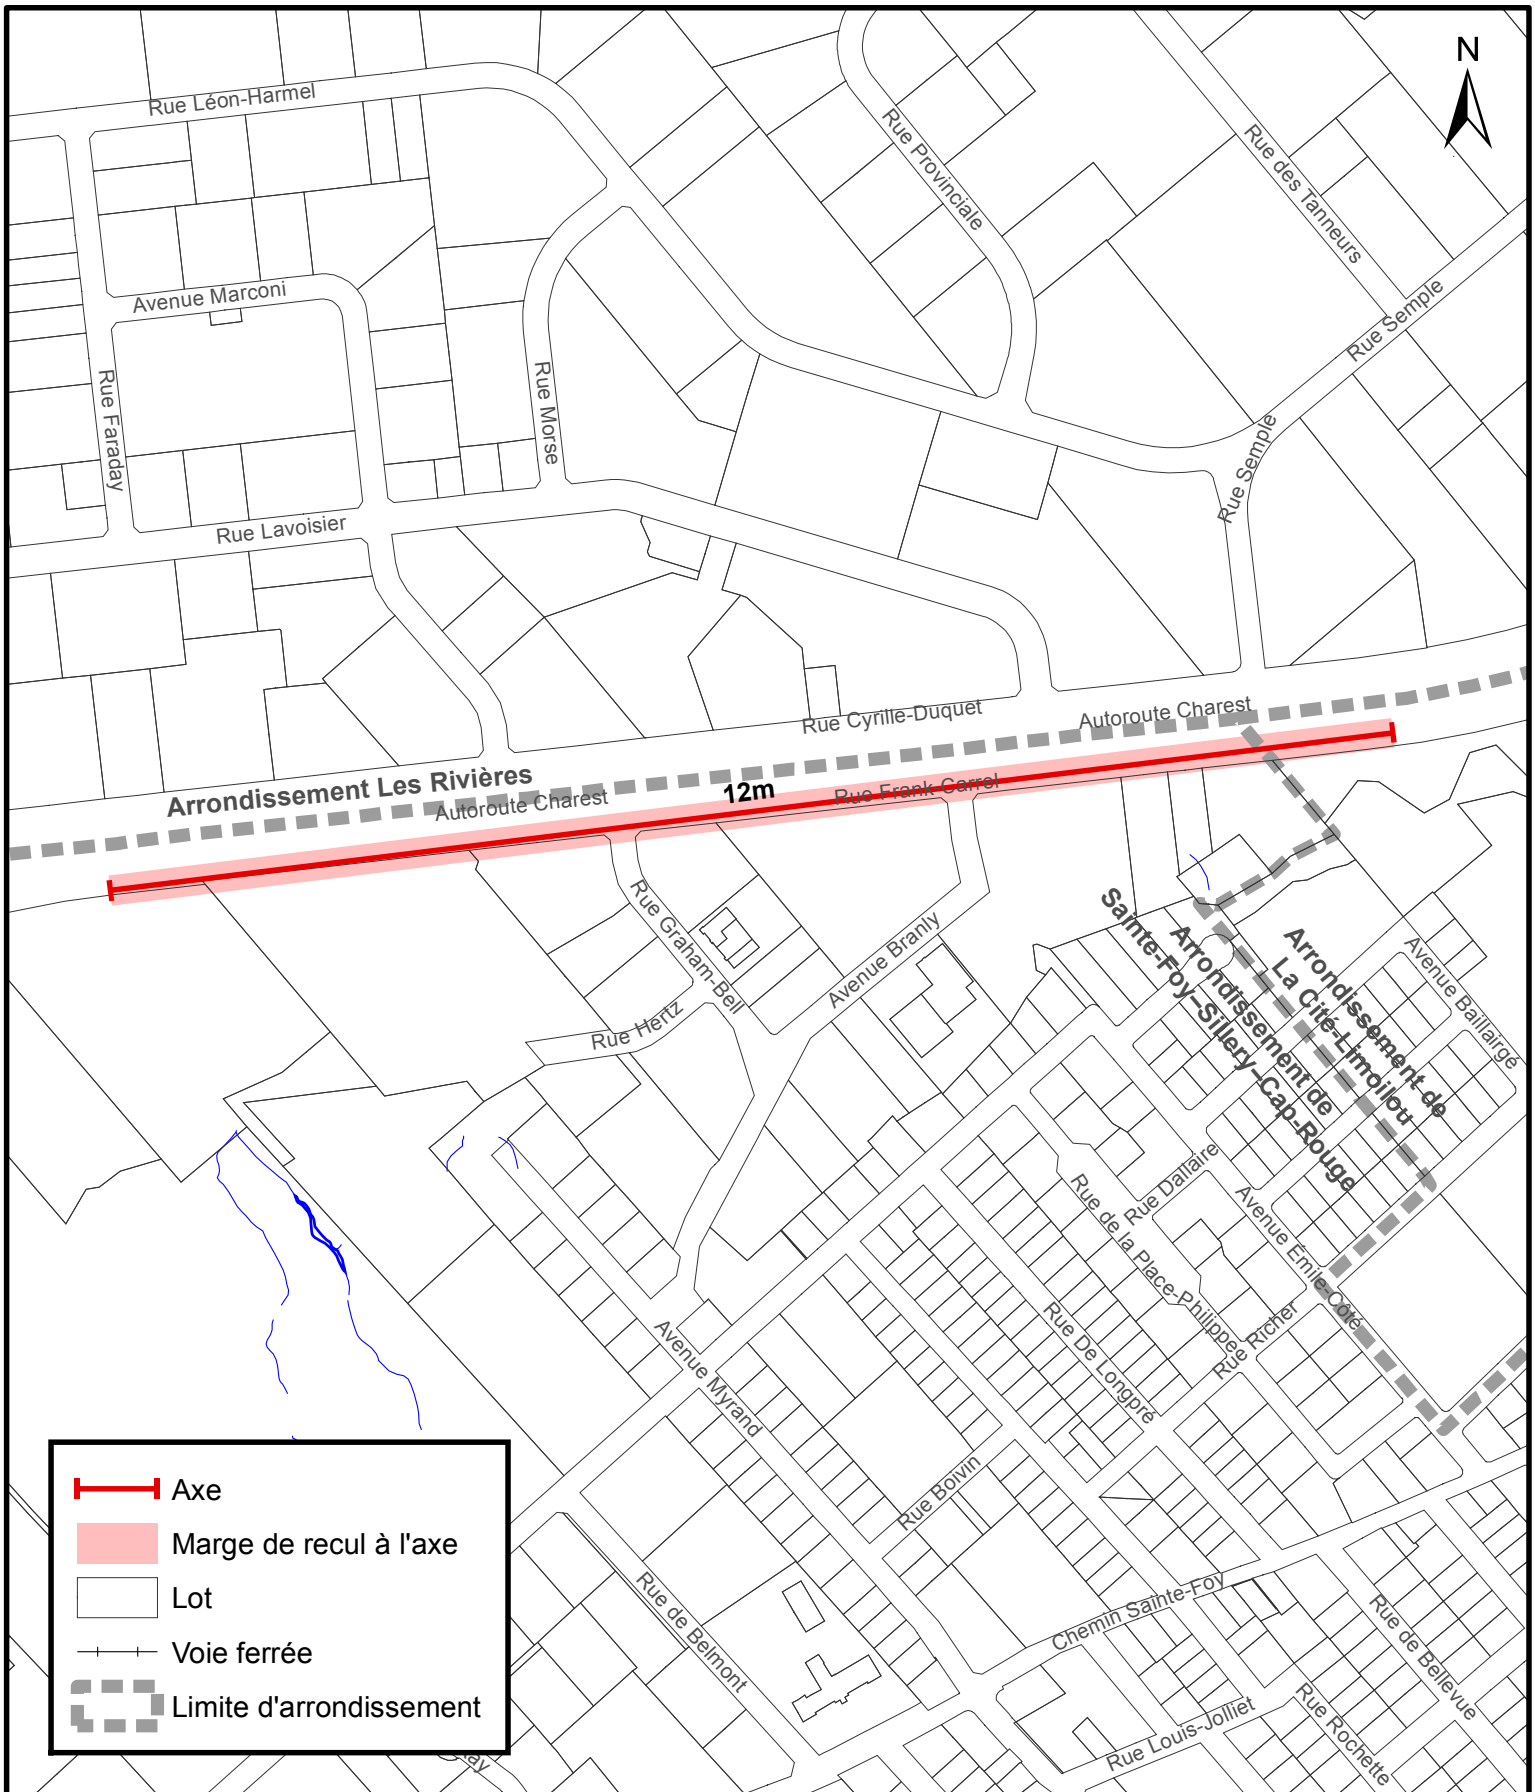 N
Rue Léon-Harmel
Rue Provinciale
Rue des Tanneurs
Avenue Marconi
Rue Semple
Rue Faraday
Rue Morse
Rue Semple
Rue Lavoisier
Rue Cyrille-Duquet
Autoroute Charest
Arrondissement Les Rivières
Autoroute Charest
12m
Rue Frank-Carrel
Rue Graham-Bell
Avenue Branly
Rue Hertz
Arrondissement de
Sainte-Foy–Sillery–Cap-Rouge
Arrondissement de
La Cité-Limoilou
Avenue Baillairgé
Rue Dallaire
Rue de la Place-Philippe
Avenue Émile-Côté
Rue Richer
Rue De Longpré
Avenue Myrand
Rue Boivin
Chemin Sainte-Foy
Rue de Belmont
Rue de Bellevue
Rue Rochette
Rue Louis-Jolliet
Axe
Marge de recul à l'axe
Lot
Voie ferrée
Limite d'arrondissement